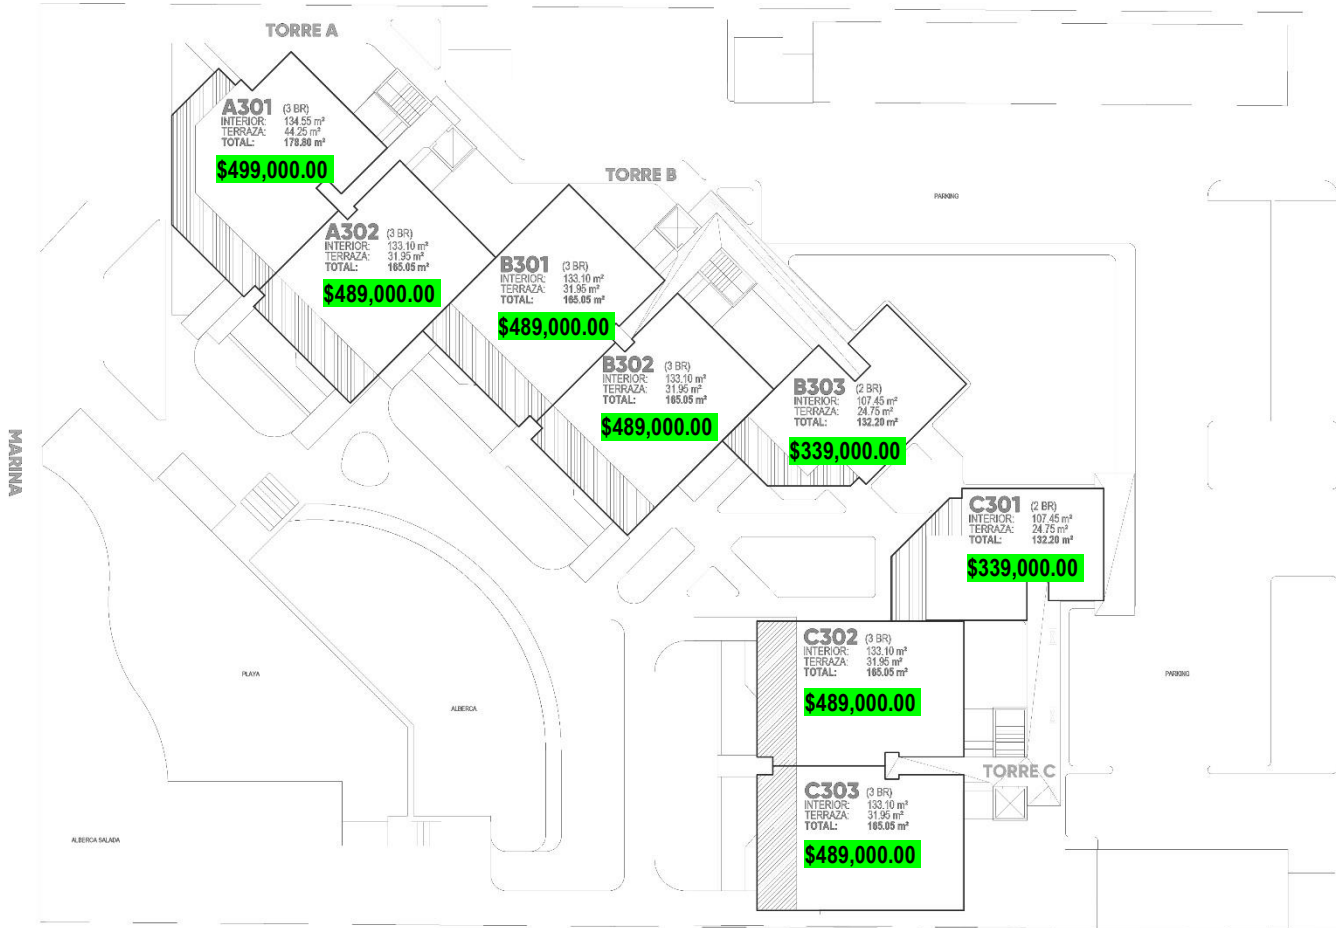 TORRE A
A301 (3 BR)
INTERIOR: 134.55 m²
TERRAZA: 44.25 m²
TOTAL: 178.80 m²
$499,000.00
A302 (3 BR)
INTERIOR: 133.10 m²
TERRAZA: 31.95 m²
TOTAL: 165.05 m²
$489,000.00
TORRE B
B301 (3 BR)
INTERIOR: 133.10 m²
TERRAZA: 31.95 m²
TOTAL: 165.05 m²
$489,000.00
B302 (3 BR)
INTERIOR: 133.10 m²
TERRAZA: 31.95 m²
TOTAL: 165.05 m²
$489,000.00
B303 (2 BR)
INTERIOR: 107.45 m²
TERRAZA: 24.75 m²
TOTAL: 132.20 m²
$339,000.00
PARKING
MARINA
C301 (2 BR)
INTERIOR: 107.45 m²
TERRAZA: 24.75 m²
TOTAL: 132.20 m²
$339,000.00
C302 (3 BR)
INTERIOR: 133.10 m²
TERRAZA: 31.95 m²
TOTAL: 165.05 m²
$489,000.00
PLAYA
ALBERCA
PARKING
TORRE C
C303 (3 BR)
INTERIOR: 133.10 m²
TERRAZA: 31.95 m²
TOTAL: 165.05 m²
$489,000.00
ALBERCA SALADA